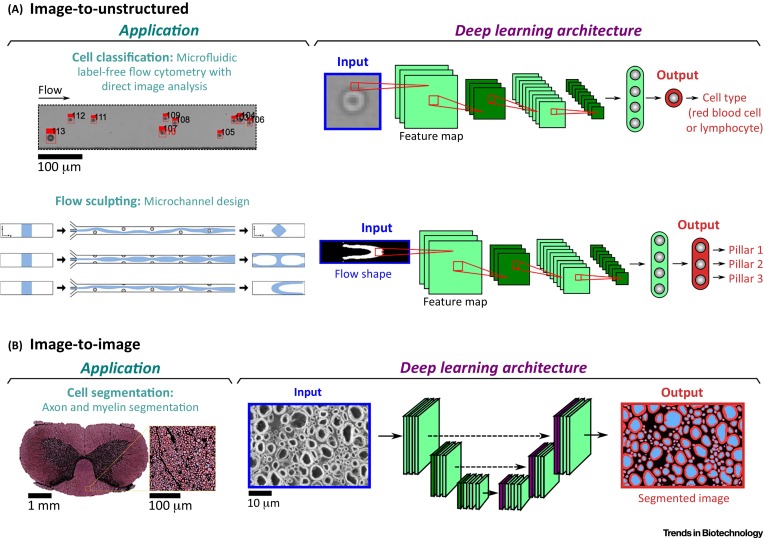 (A) Image-to-unstructured
Application
Deep learning architecture
Cell classification: Microfluidic
label-free flow cytometry with
direct image analysis
Flow
113
112
111
109
108
107
105
106
100 μm
Input
Feature map
Output
Cell type
(red blood cell
or lymphocyte)
Flow sculpting: Microchannel design
Input
Flow shape
Feature map
Output
Pillar 1
Pillar 2
Pillar 3
(B) Image-to-image
Application
Deep learning architecture
Cell segmentation:
Axon and myelin segmentation
1 mm
100 μm
Input
10 μm
Output
Segmented image
Trends in Biotechnology